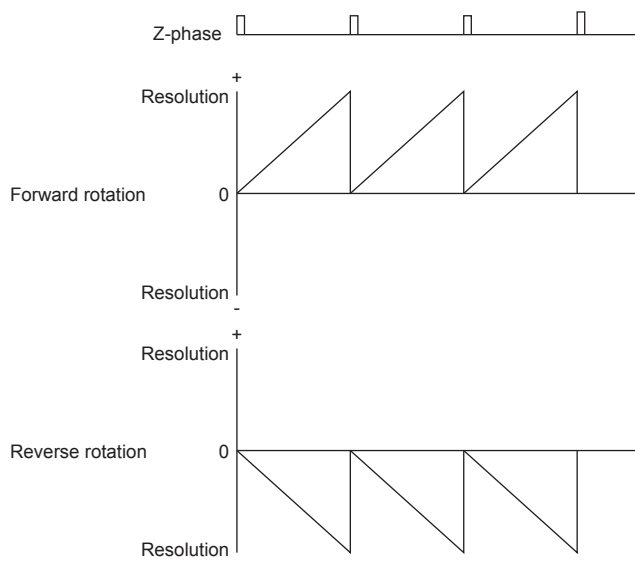 Z-phase
+
Resolution
Forward rotation 0
Resolution
-
+
Resolution
Reverse rotation 0
Resolution